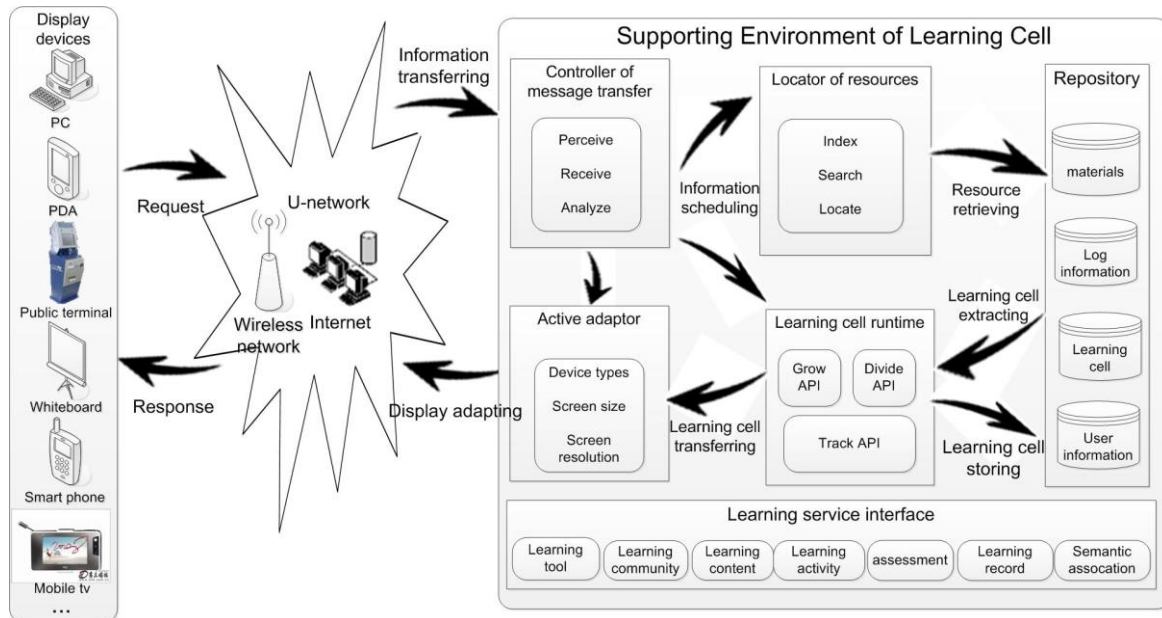 Display
devices
PC
PDA
Public terminal
Whiteboard
Smart phone
Mobile tv
...
Request
Response
U-network
Wireless
network
Internet
Information
transferring
Display adapting
Supporting Environment of Learning Cell
Controller of
message transfer
Perceive
Receive
Analyze
Information
scheduling
Locator of resources
Index
Search
Locate
Resource
retrieving
Repository
materials
Log
information
Learning
cell
User
information
Active adaptor
Device types
Screen size
Screen
resolution
Learning cell
transferring
Learning cell runtime
Grow
API
Divide
API
Track API
Learning cell
extracting
Learning cell
storing
Learning service interface
Learning
tool
Learning
community
Learning
content
Learning
activity
assessment
Learning
record
Semantic
assocation